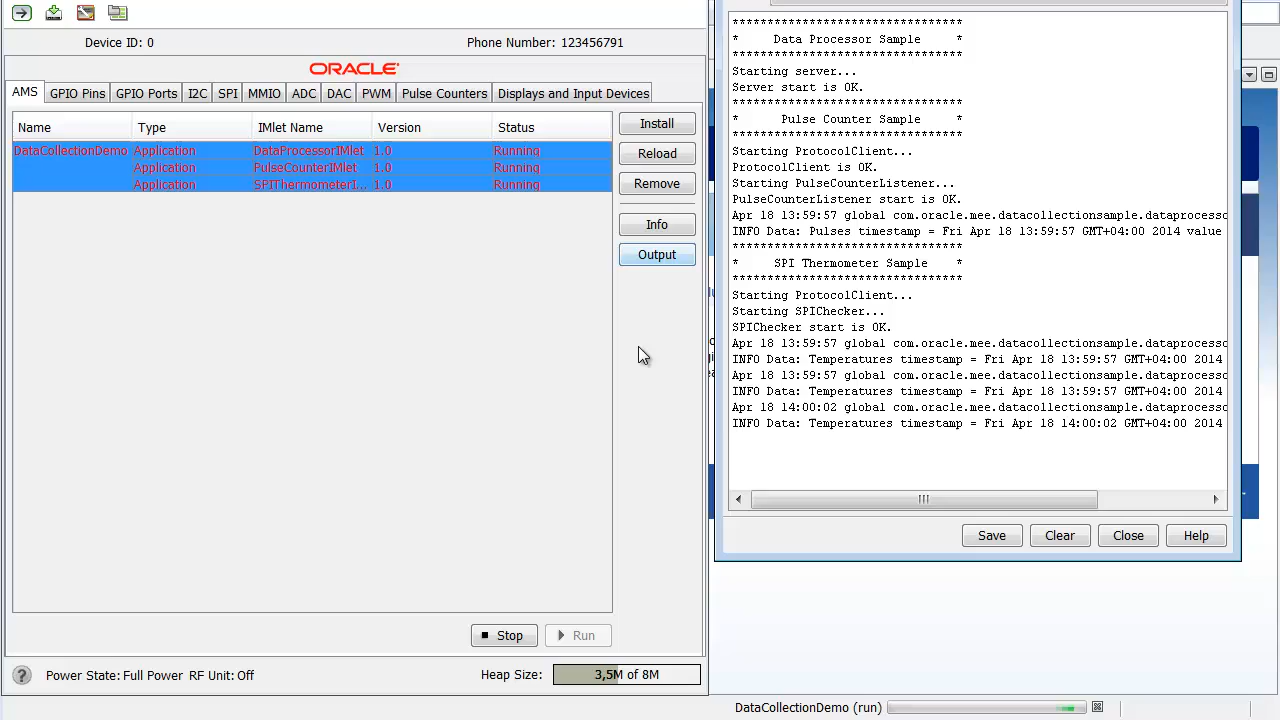 Device ID: 0
Phone Number: 123456791
ORACLE
AMS
GPIO Pins
GPIO Ports
I2C
SPI
MMIO
ADC
DAC
PWM
Pulse Counters
Displays and Input Devices
Name
Type
IMlet Name
Version
Status
DataCollectionDemo Application DataProcessorIMlet 1.0 Running
Application PulseCounterIMlet 1.0 Running
Application SPIThermometerI... 1.0 Running
Install
Reload
Remove
Info
Output
Stop
Run
Power State: Full Power RF Unit: Off
Heap Size:
3,5M of 8M
******************************
* Data Processor Sample *
******************************
Starting server...
Server start is OK.
******************************
* Pulse Counter Sample *
******************************
Starting ProtocolClient...
ProtocolClient is OK.
Starting PulseCounterListener...
PulseCounterListener start is OK.
Apr 18 13:59:57 global com.oracle.mee.datacollectionsample.dataprocesso
INFO Data: Pulses timestamp = Fri Apr 18 13:59:57 GMT+04:00 2014 value
******************************
* SPI Thermometer Sample *
******************************
Starting ProtocolClient...
Starting SPIChecker...
SPIChecker start is OK.
Apr 18 13:59:57 global com.oracle.mee.datacollectionsample.dataprocesso
INFO Data: Temperatures timestamp = Fri Apr 18 13:59:57 GMT+04:00 2014
Apr 18 13:59:57 global com.oracle.mee.datacollectionsample.dataprocesso
INFO Data: Temperatures timestamp = Fri Apr 18 13:59:57 GMT+04:00 2014
Apr 18 14:00:02 global com.oracle.mee.datacollectionsample.dataprocesso
INFO Data: Temperatures timestamp = Fri Apr 18 14:00:02 GMT+04:00 2014
Save
Clear
Close
Help
DataCollectionDemo (run)